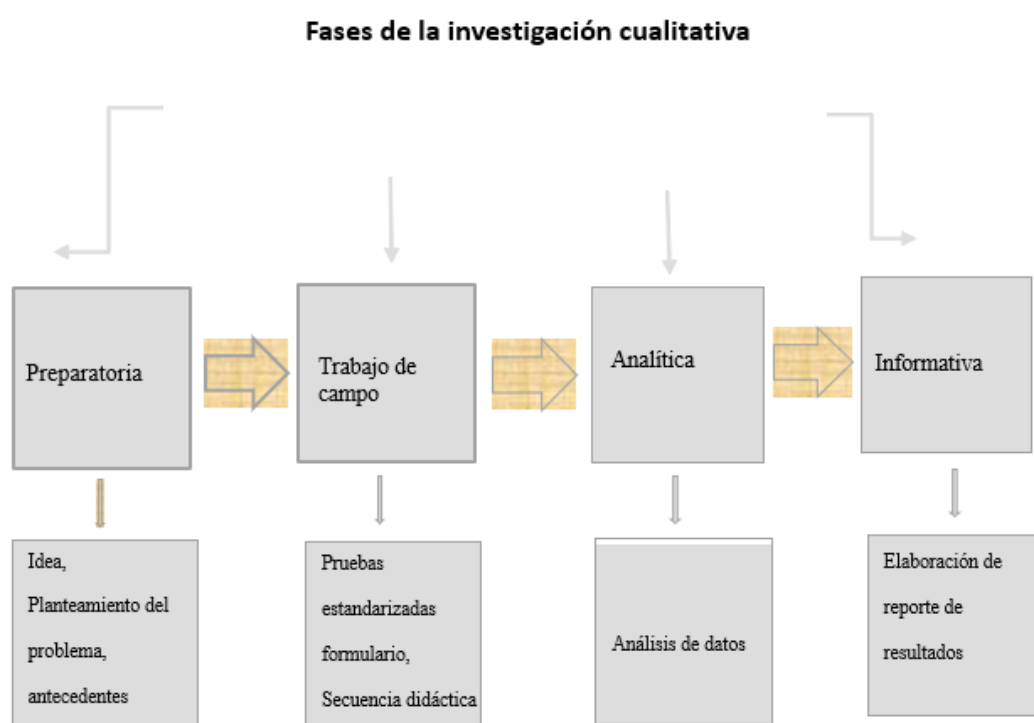 Fases de la investigación cualitativa
Preparatoria
Trabajo de
campo
Analítica
Informativa
Idea,
Planteamiento del
problema,
antecedentes
Pruebas
estandarizadas
formulario,
Secuencia didáctica
Análisis de datos
Elaboración de
reporte de
resultados